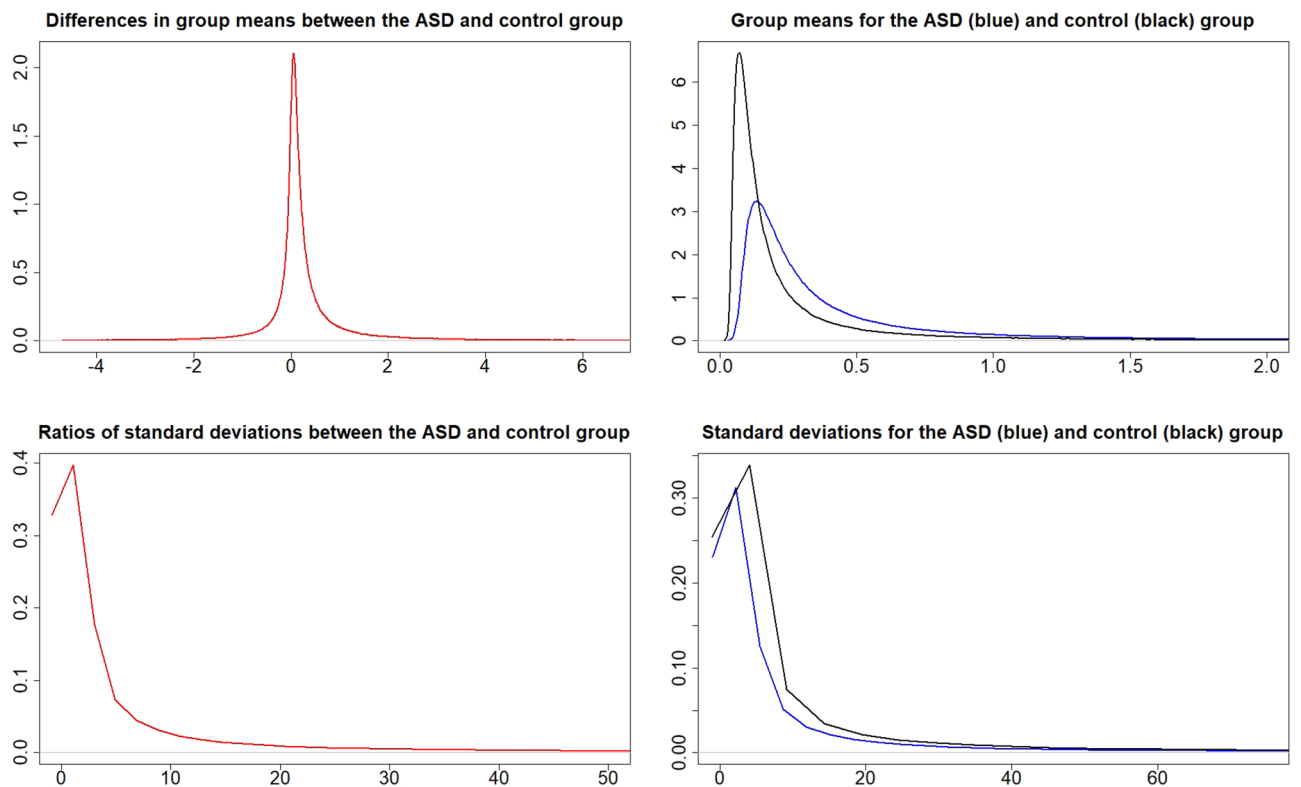 Differences in group means between the ASD and control group
2.0
1.5
1.0
0.5
0.0
-4 -2 0 2 4 6
Group means for the ASD (blue) and control (black) group
6
5
4
3
2
1
0
0.0 0.5 1.0 1.5 2.0
Ratios of standard deviations between the ASD and control group
0.4
0.3
0.2
0.1
0.0
0 10 20 30 40 50
Standard deviations for the ASD (blue) and control (black) group
0.30
0.20
0.10
0.00
0 20 40 60